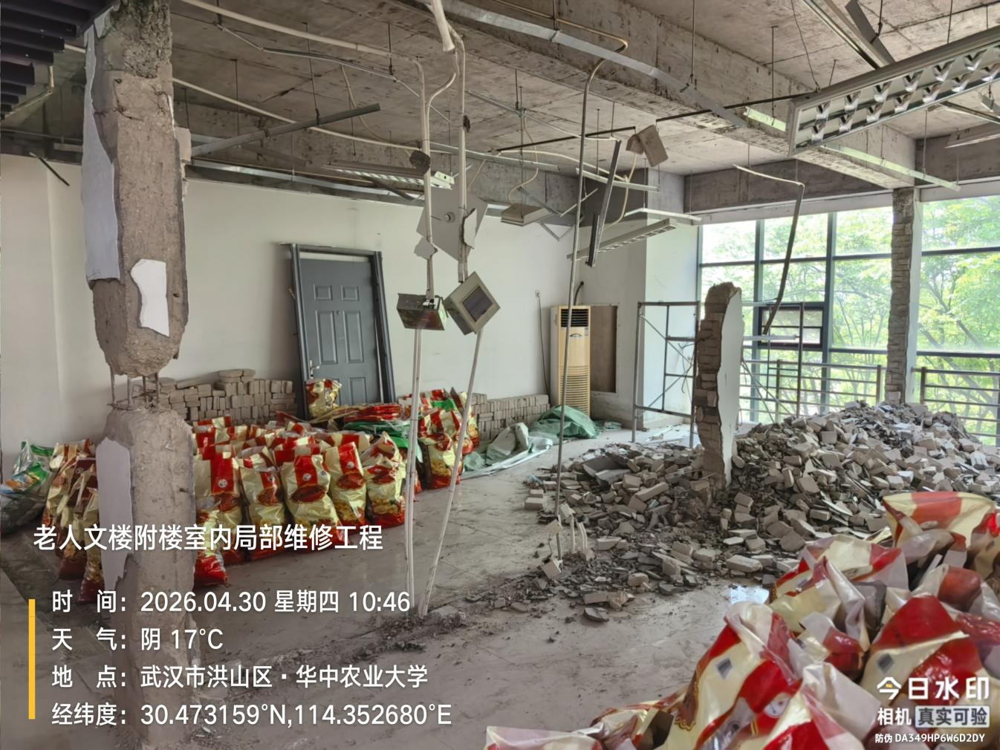 老人文楼附楼室内局部维修工程
时 间：2026.04.30 星期四 10:46
天 气：阴 17°C
地 点：武汉市洪山区·华中农业大学
经纬度：30.473159°N,114.352680°E
今日水印
相机 真实可验
防伪 DA349HP6W6D2DY